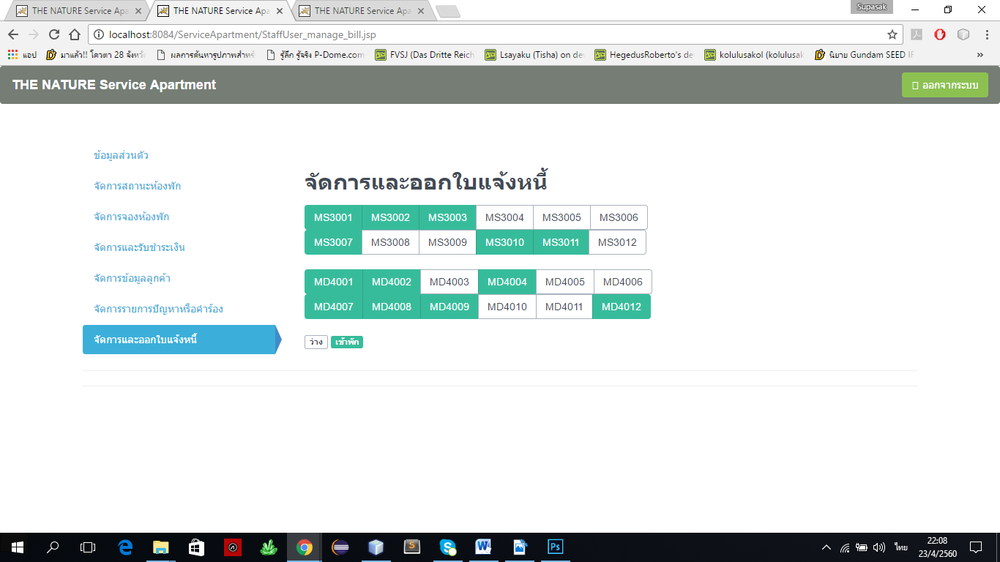 THE NATURE Service Apa THE NATURE Service Apa THE NATURE Service Apa Supasak
localhost:8084/ServiceApartment/StaffUser_manage_bill.jsp
แอป มาแล้ว!! โควตา 28 จังหวั ผลการค้นหารูปภาพสำหรั รู้ลึก รู้จริง P-Dome.com FVSJ (Das Dritte Reich Lsayaku (Tisha) on de HegedusRoberto's de kolulusakol (kolulusak นิยาย Gundam SEED IF »
THE NATURE Service Apartment ออกจากระบบ
ข้อมูลส่วนตัว
จัดการสถานะห้องพัก
จัดการจองห้องพัก
จัดการและรับชำระเงิน
จัดการข้อมูลลูกค้า
จัดการรายการปัญหาหรือคำร้อง
จัดการและออกใบแจ้งหนี้
จัดการและออกใบแจ้งหนี้
MS3001 MS3002 MS3003 MS3004 MS3005 MS3006
MS3007 MS3008 MS3009 MS3010 MS3011 MS3012
MD4001 MD4002 MD4003 MD4004 MD4005 MD4006
MD4007 MD4008 MD4009 MD4010 MD4011 MD4012
ว่าง เข้าพัก
ไทย 22:08
23/4/2560